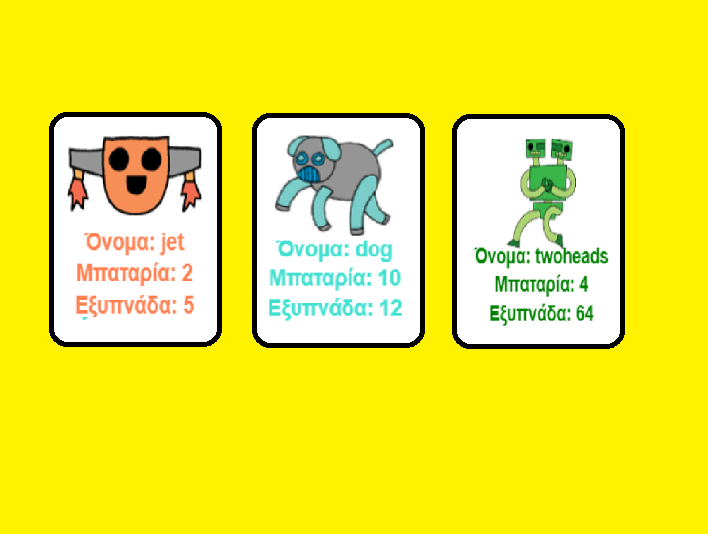 Όνομα: jet
Μπαταρία: 2
Εξυπνάδα: 5
Όνομα: dog
Μπαταρία: 10
Εξυπνάδα: 12
Όνομα: twoheads
Μπαταρία: 4
Εξυπνάδα: 64